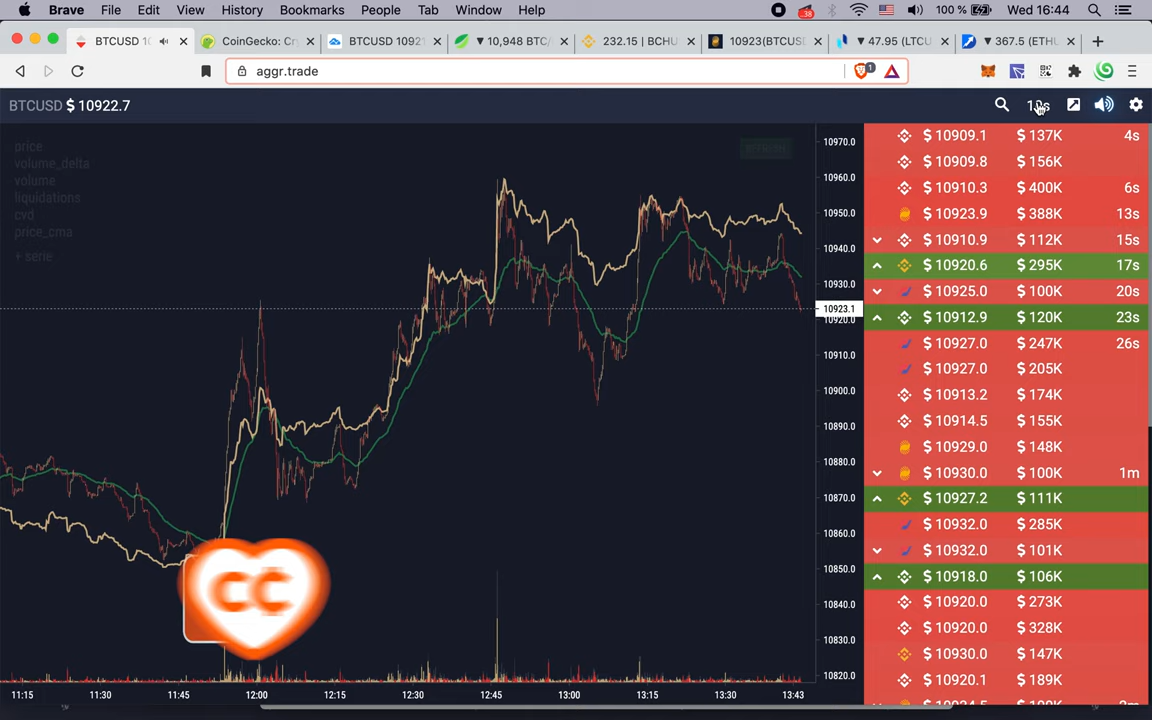 Brave File Edit View History Bookmarks People Tab Window Help 38 100 % Wed 16:44
BTCUSD 10 CoinGecko: Cry BTCUSD 1092 ▼10,948 BTC/ 232.15 | BCHU 10923(BTCUS ▼47.95 (LTCU ▼367.5 (ETHU
aggr.trade 1
BTCUSD $ 10922.7
price
volume_delta
volume
liquidations
cvd
price_cma
+ serie
REFRESH
10970.0
10960.0
10950.0
10940.0
10930.0
10923.1
10920.0
10910.0
10900.0
10890.0
10880.0
10870.0
10860.0
10850.0
10840.0
10830.0
10820.0
11:15 11:30 11:45 12:00 12:15 12:30 12:45 13:00 13:15 13:30 13:43
CC
$ 10909.1 $ 137K 4s
$ 10909.8 $ 156K
$ 10910.3 $ 400K 6s
$ 10923.9 $ 388K 13s
$ 10910.9 $ 112K 15s
$ 10920.6 $ 295K 17s
$ 10925.0 $ 100K 20s
$ 10912.9 $ 120K 23s
$ 10927.0 $ 247K 26s
$ 10927.0 $ 205K
$ 10913.2 $ 174K
$ 10914.5 $ 155K
$ 10929.0 $ 148K
$ 10930.0 $ 100K 1m
$ 10927.2 $ 111K
$ 10932.0 $ 285K
$ 10932.0 $ 101K
$ 10918.0 $ 106K
$ 10920.0 $ 273K
$ 10920.0 $ 328K
$ 10930.0 $ 147K
$ 10920.1 $ 189K